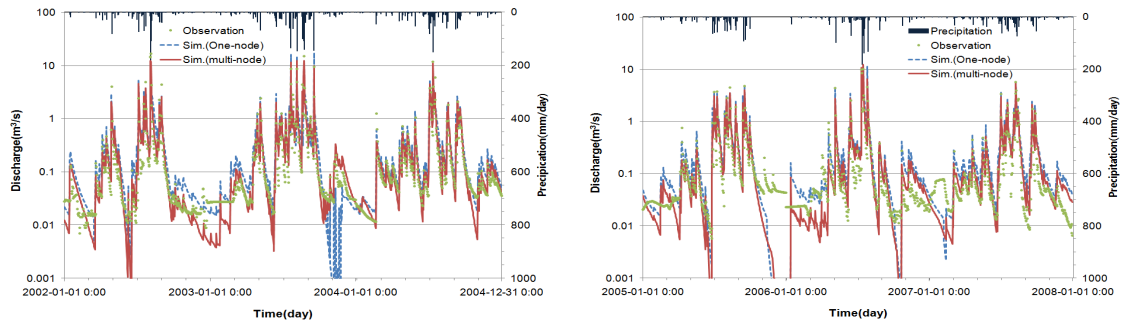 100
10
1
0.1
0.01
0.001
Discharge(m³/s)
Observation
Sim.(One-node)
Sim.(multi-node)
0
200
400
600
800
1000
Precipitation(mm/day)
2002-01-01 0:00
2003-01-01 0:00
2004-01-01 0:00
2004-12-31 0:00
Time(day)
100
10
1
0.1
0.01
0.001
Discharge(m³/s)
Precipitation
Observation
Sim.(One-node)
Sim.(multi-node)
0
200
400
600
800
1000
Precipitation(mm/day)
2005-01-01 0:00
2006-01-01 0:00
2007-01-01 0:00
2008-01-01 0:00
Time(day)